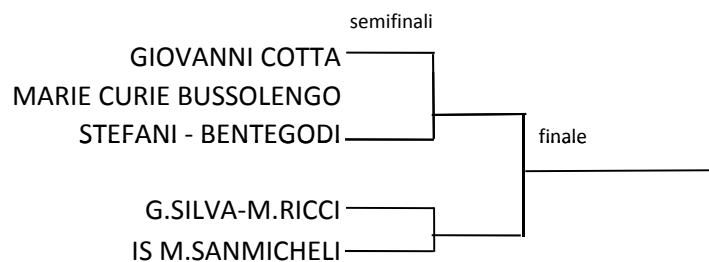 semifinali
GIOVANNI COTTA
MARIE CURIE BUSSOLENGO
STEFANI - BENTEGODI
finale
G.SILVA-M.RICCI
IS M.SANMICHELI